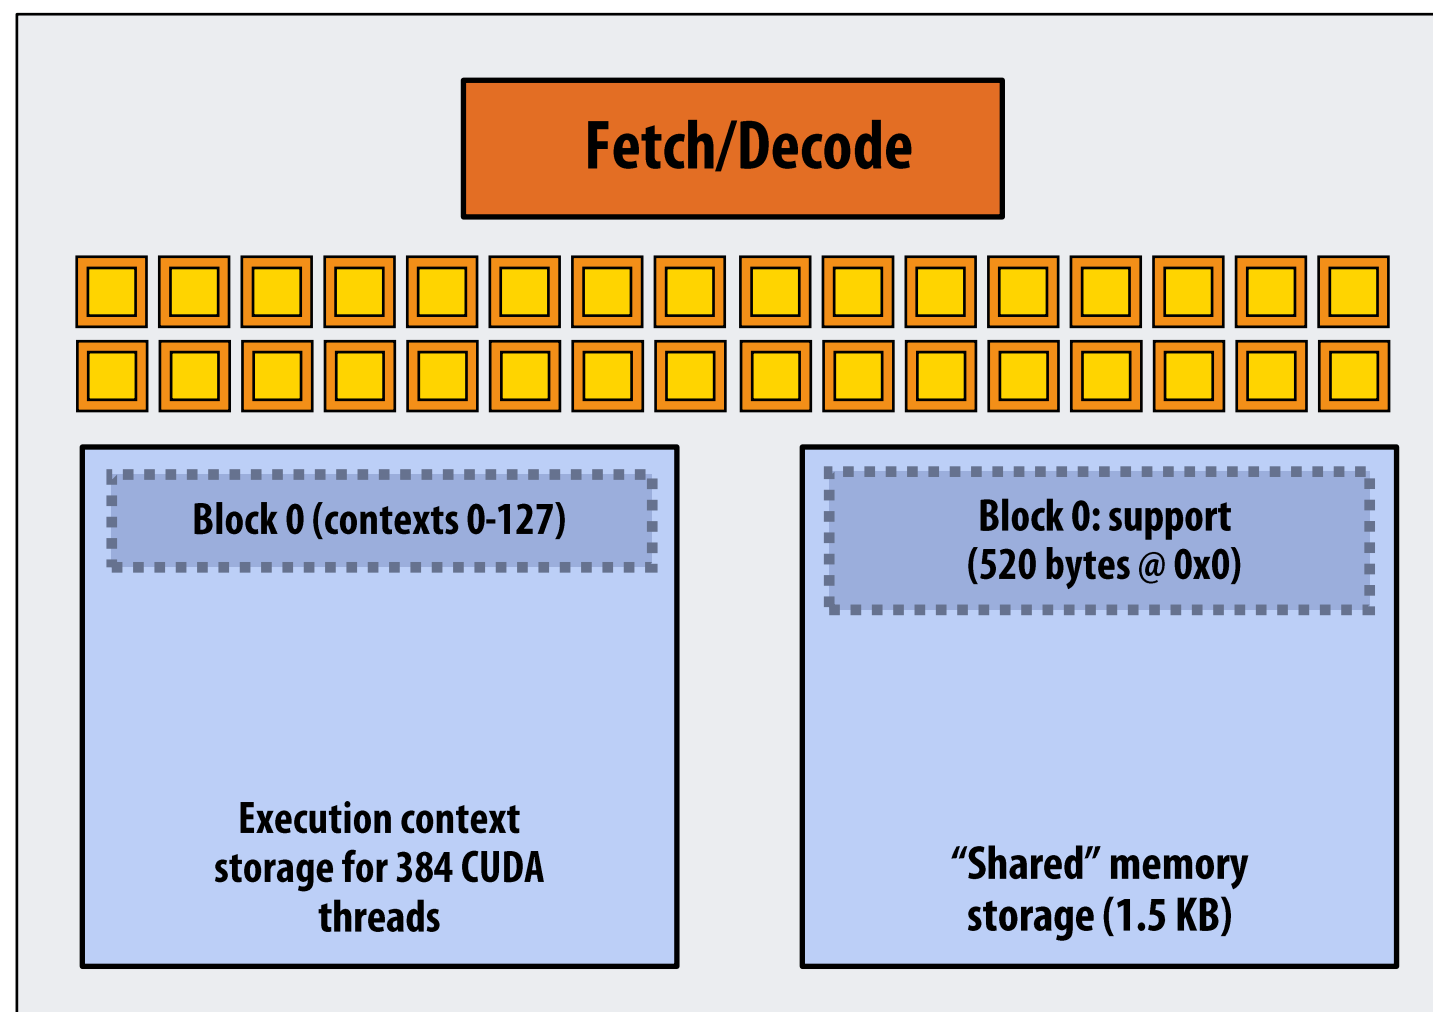 Fetch/Decode
Block 0 (contexts 0-127)
Execution context
storage for 384 CUDA
threads
Block 0: support
(520 bytes @ 0x0)
“Shared” memory
storage (1.5 KB)